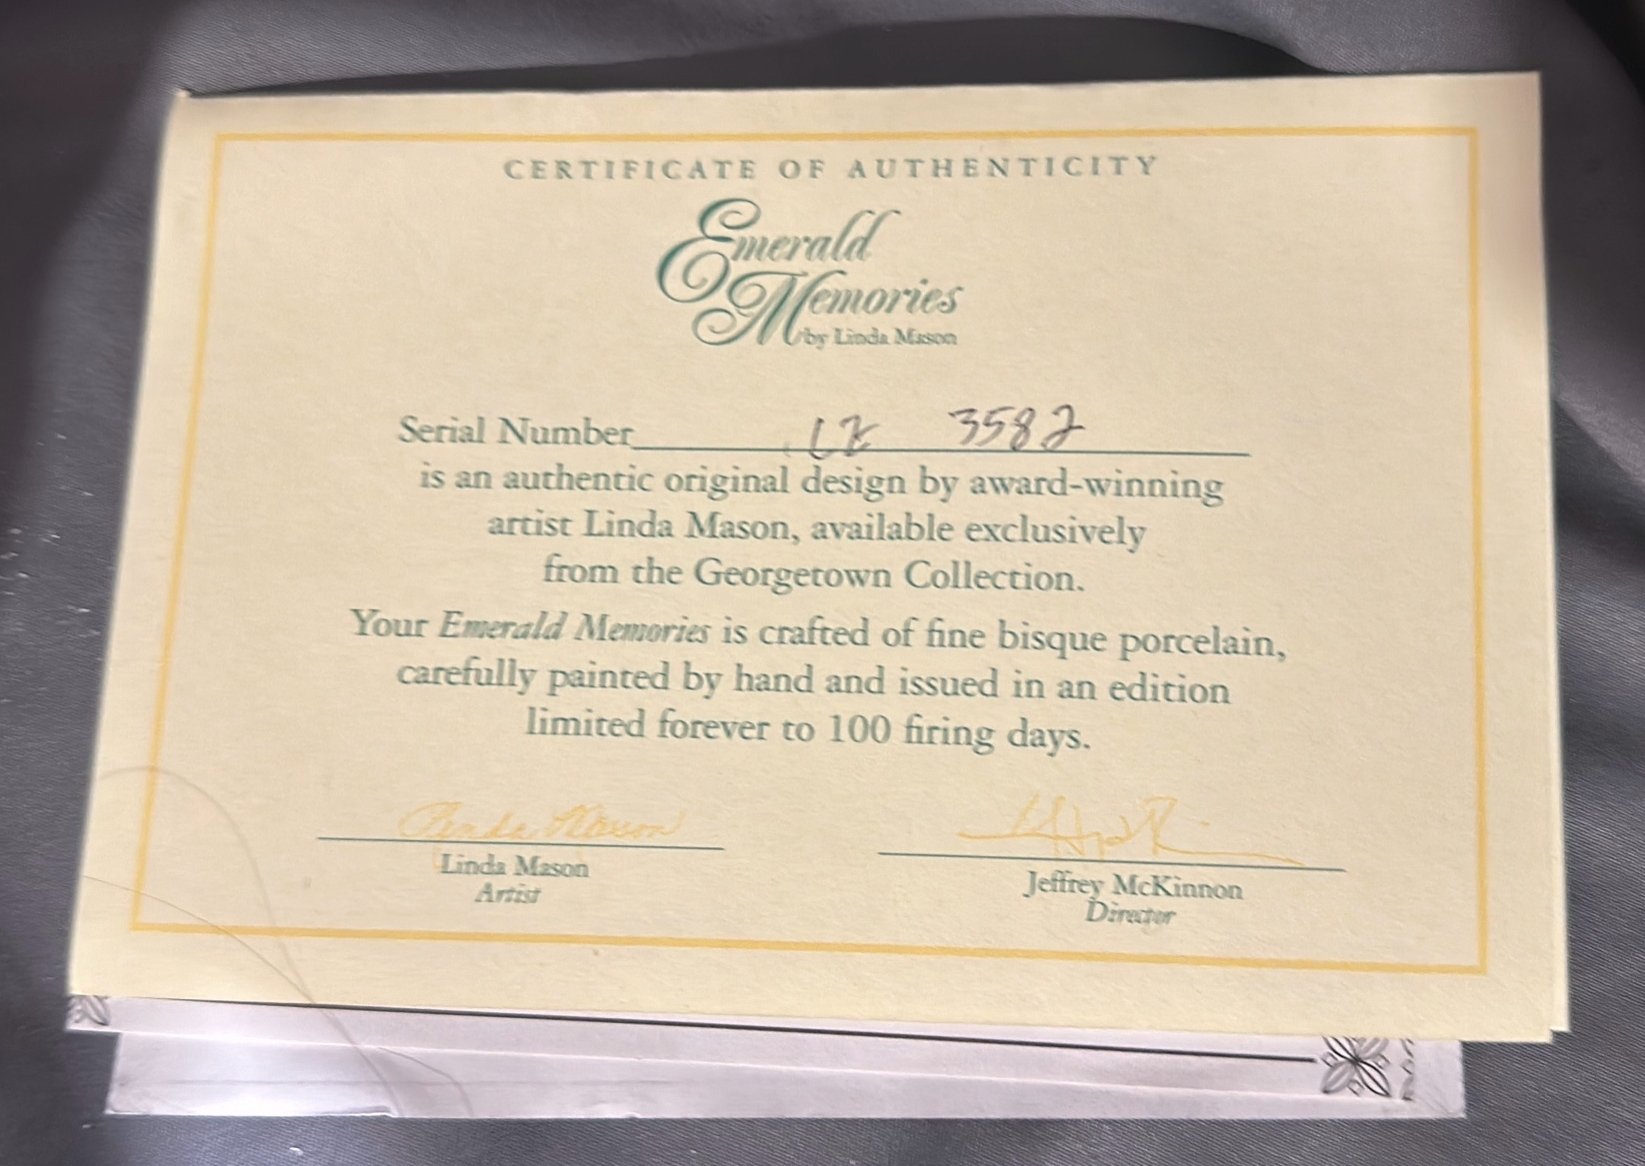 CERTIFICATE OF AUTHENTICITY
Emerald
Memories
by Linda Mason
Serial Number 3582
is an authentic original design by award-winning
artist Linda Mason, available exclusively
from the Georgetown Collection.
Your Emerald Memories is crafted of fine bisque porcelain,
carefully painted by hand and issued in an edition
limited forever to 100 firing days.
Linda Mason
Linda Mason
Artist
Jeffrey McKinnon
Director